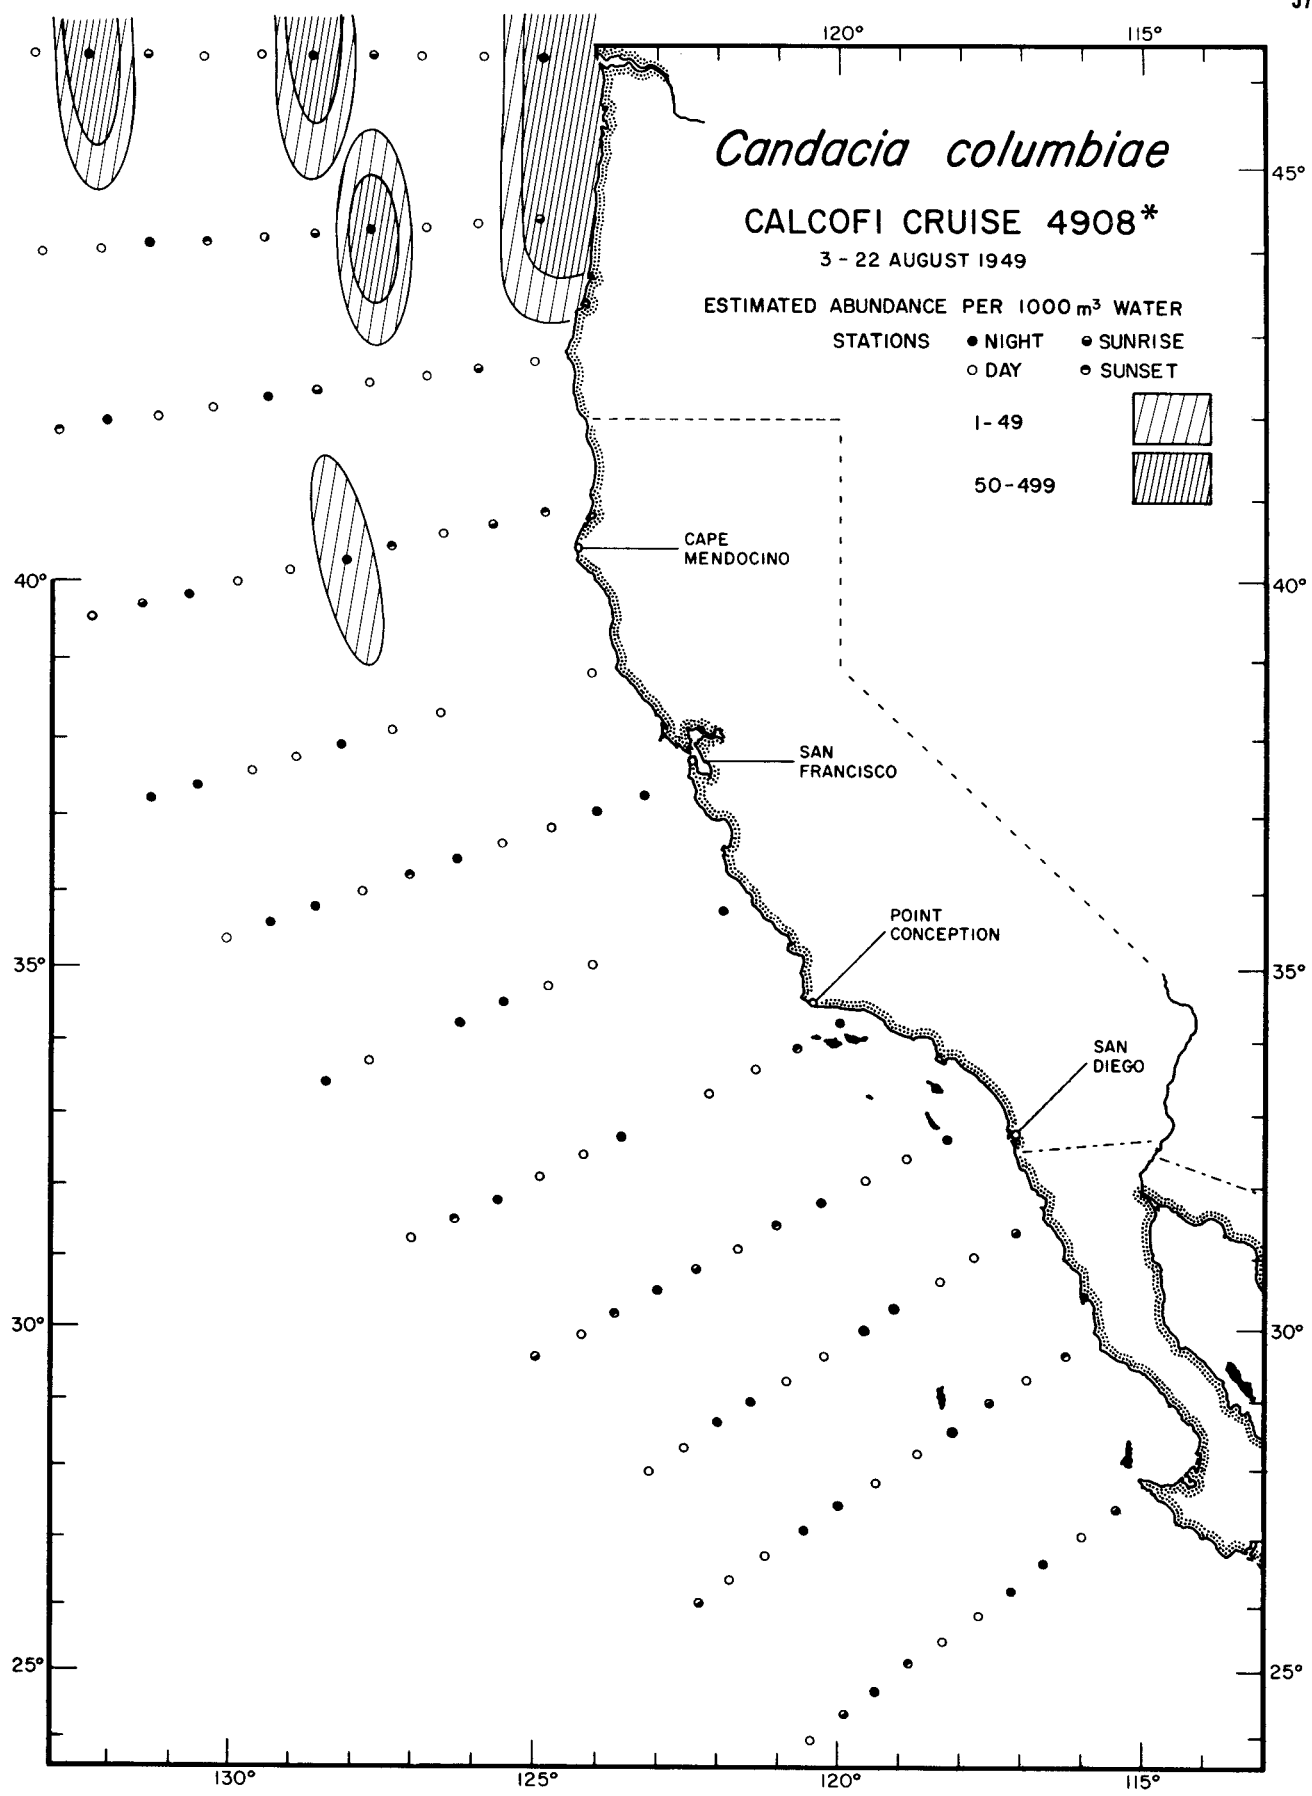 120° 115°
Candacia columbiae
45°
CALCOFI CRUISE 4908*
3 - 22 AUGUST 1949
ESTIMATED ABUNDANCE PER 1000 m³ WATER
STATIONS ● NIGHT ◒ SUNRISE
○ DAY ◓ SUNSET
1-49
50-499
CAPE
MENDOCINO
40° 40°
SAN
FRANCISCO
POINT
CONCEPTION
35° 35°
SAN
DIEGO
30° 30°
25° 25°
130° 125° 120° 115°